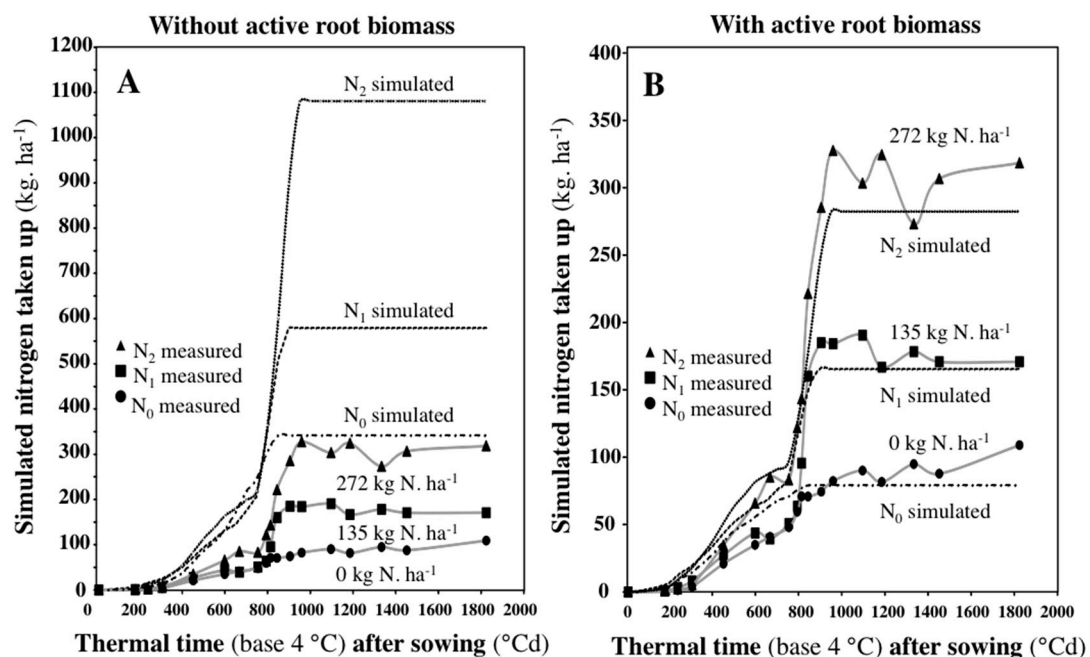 Without active root biomass
With active root biomass
Simulated nitrogen taken up (kg. ha⁻¹)
1200
1100
1000
900
800
700
600
500
400
300
200
100
0
A
N₂ simulated
N₁ simulated
N₂ measured
N₁ measured
N₀ measured
N₀ simulated
272 kg N. ha⁻¹
135 kg N. ha⁻¹
0 kg N. ha⁻¹
0 200 400 600 800 1000 1200 1400 1600 1800 2000
Thermal time (base 4 °C) after sowing (°Cd)
Simulated nitrogen taken up (kg. ha⁻¹)
400
350
300
250
200
150
100
50
0
B
272 kg N. ha⁻¹
N₂ simulated
135 kg N. ha⁻¹
N₂ measured
N₁ measured
N₀ measured
N₁ simulated
0 kg N. ha⁻¹
N₀ simulated
0 200 400 600 800 1000 1200 1400 1600 1800 2000
Thermal time (base 4 °C) after sowing (°Cd)